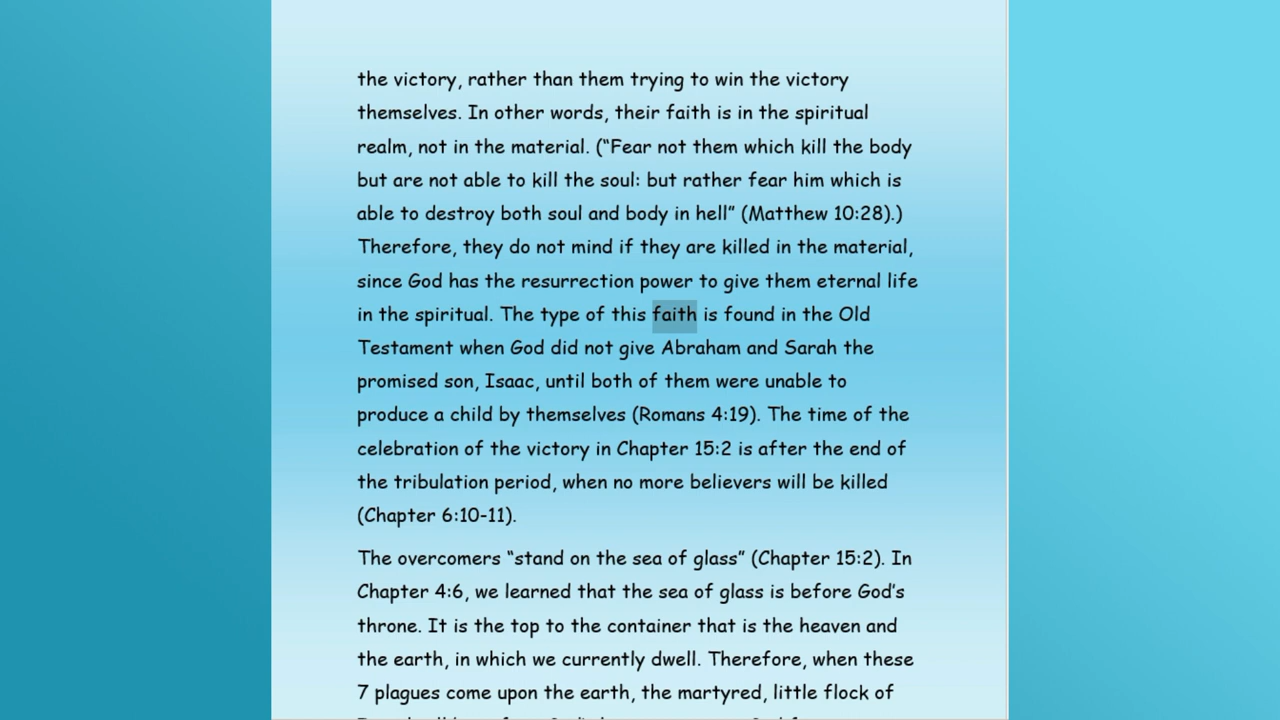 the victory, rather than them trying to win the victory
themselves. In other words, their faith is in the spiritual
realm, not in the material. (“Fear not them which kill the body
but are not able to kill the soul: but rather fear him which is
able to destroy both soul and body in hell” (Matthew 10:28).)
Therefore, they do not mind if they are killed in the material,
since God has the resurrection power to give them eternal life
in the spiritual. The type of this faith is found in the Old
Testament when God did not give Abraham and Sarah the
promised son, Isaac, until both of them were unable to
produce a child by themselves (Romans 4:19). The time of the
celebration of the victory in Chapter 15:2 is after the end of
the tribulation period, when no more believers will be killed
(Chapter 6:10-11).
The overcomers “stand on the sea of glass” (Chapter 15:2). In
Chapter 4:6, we learned that the sea of glass is before God’s
throne. It is the top to the container that is the heaven and
the earth, in which we currently dwell. Therefore, when these
7 plagues come upon the earth, the martyred, little flock of